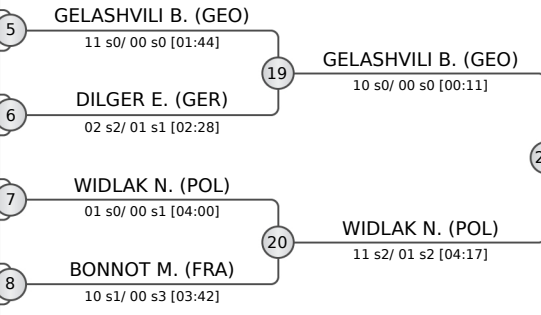 5
GELASHVILI B. (GEO)
11 s0/ 00 s0 [01:44]
19
GELASHVILI B. (GEO)
10 s0/ 00 s0 [00:11]
6
DILGER E. (GER)
02 s2/ 01 s1 [02:28]
7
WIDLAK N. (POL)
01 s0/ 00 s1 [04:00]
20
WIDLAK N. (POL)
11 s2/ 01 s2 [04:17]
8
BONNOT M. (FRA)
10 s1/ 00 s3 [03:42]